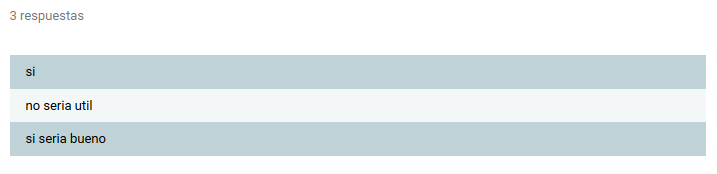 3 respuestas
si
no seria util
si seria bueno